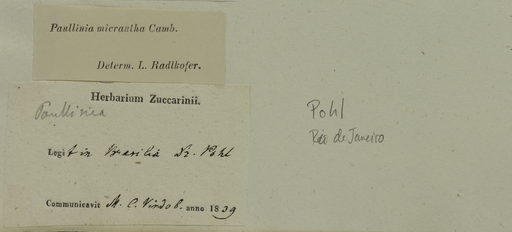 Paullinia micrantha Camb.
Determ. L. Radlkofer.
Herbarium Zuccarinii.
Paullinia
Legit in Brasilia Dr. Pohl
Communicavit M. C. Vindob. anno 1839
Pohl
Rio de Janeiro